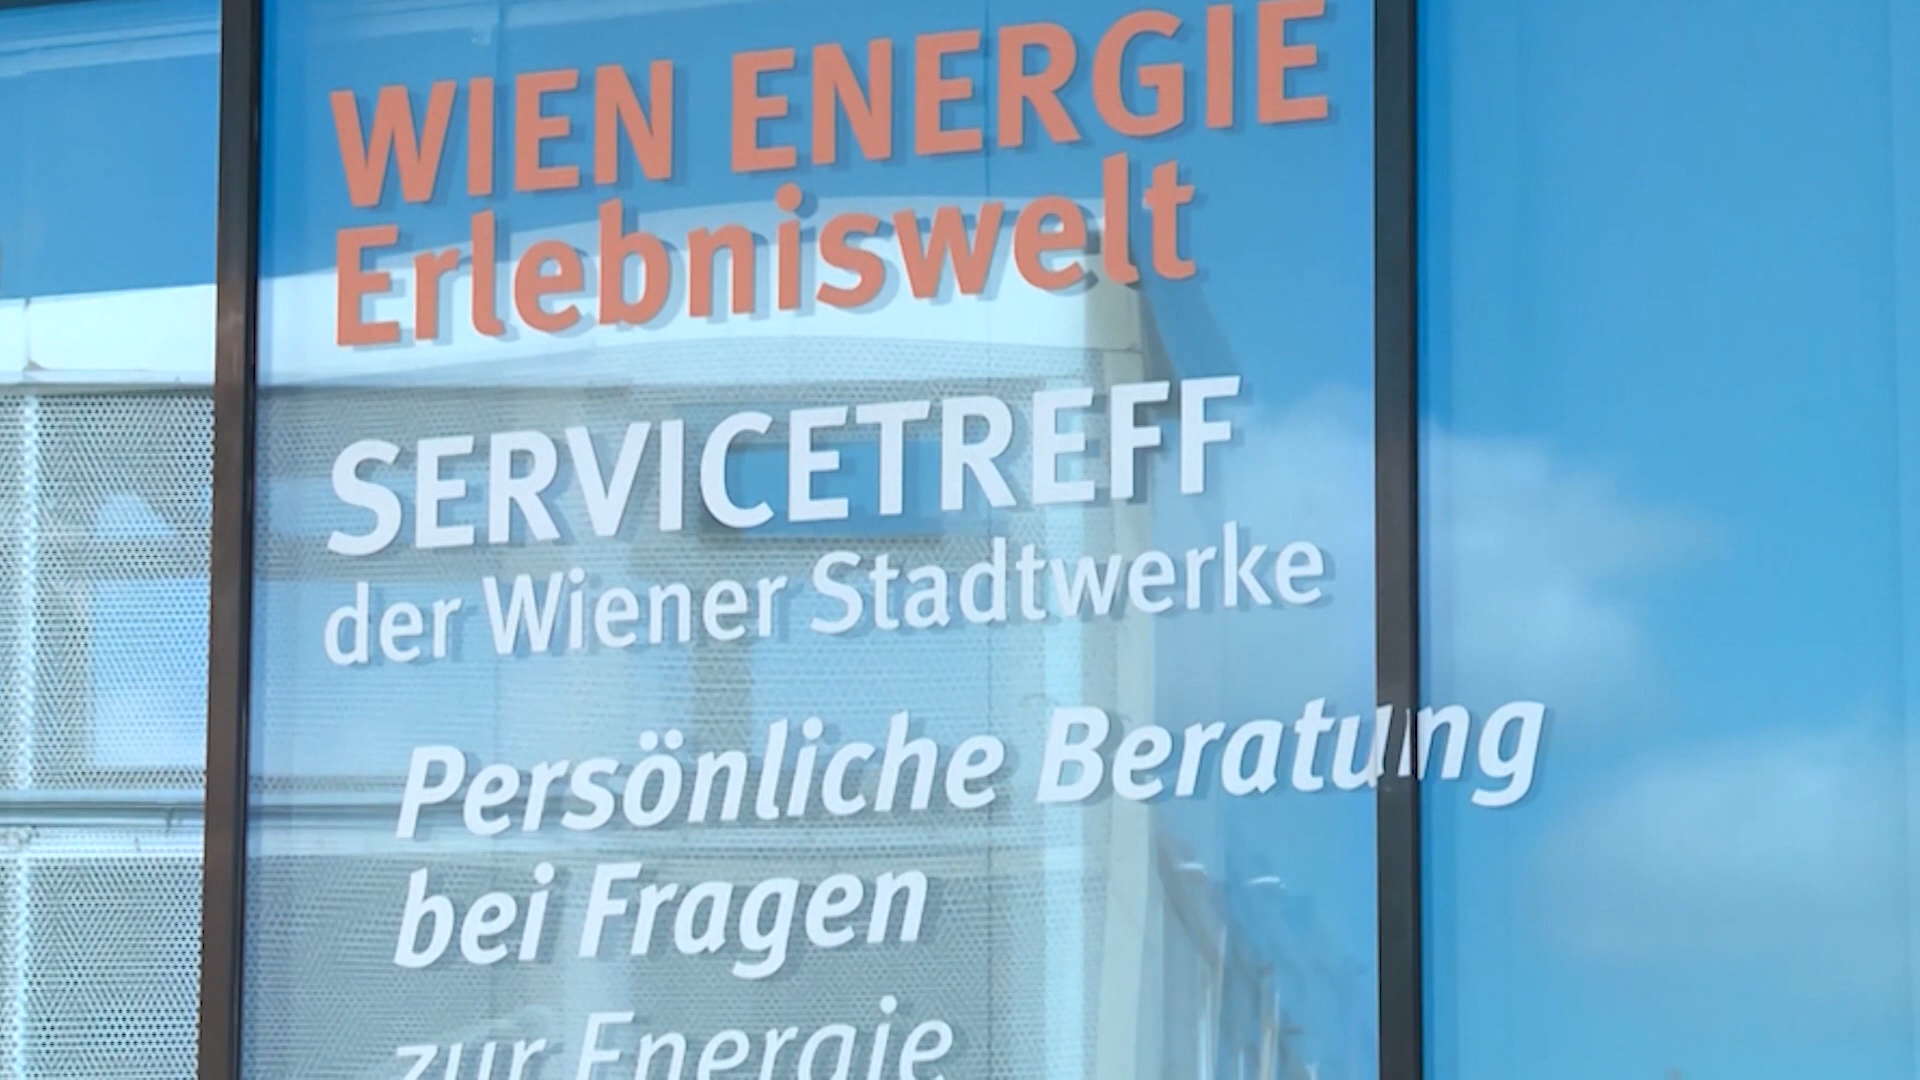 WIEN ENERGIE
Erlebniswelt
SERVICETREFF
der Wiener Stadtwerke
Persönliche Beratung
bei Fragen
zur Energie